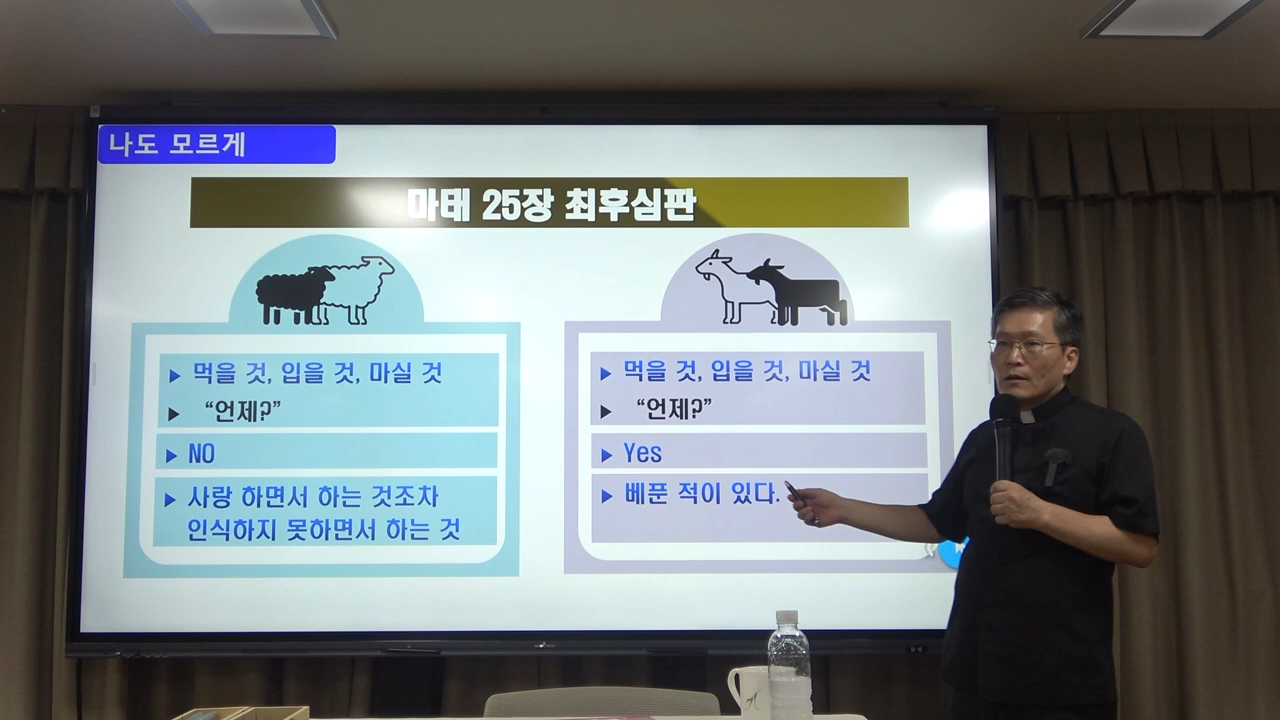 나도 모르게
마태 25장 최후심판
먹을 것, 입을 것, 마실 것
“언제?”
NO
사랑 하면서 하는 것조차
인식하지 못하면서 하는 것
먹을 것, 입을 것, 마실 것
“언제?”
Yes
베푼 적이 있다.